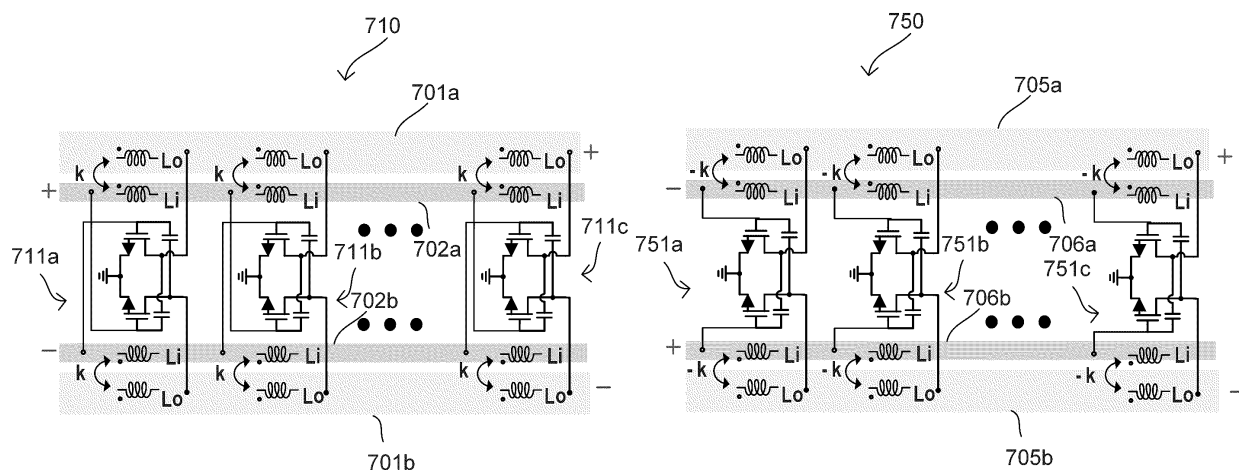 710
750
701a
705a
k Lo k Lo Lo +
k
+ Li Li Li
702a
711a
711b
711c
702b
- Li Li Li
k k k
Lo Lo Lo -
701b
-k Lo -k Lo -k Lo +
- Li Li Li
706a
751a
751b
751c
706b
+ Li Li Li
-k -k -k
Lo Lo Lo -
705b